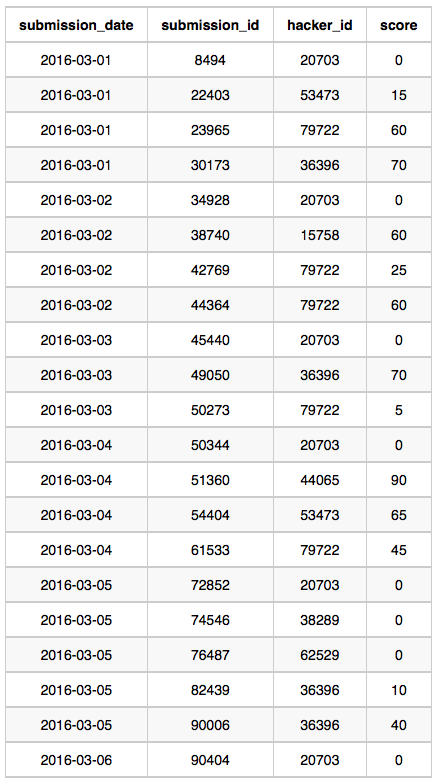 submission_date submission_id hacker_id score
2016-03-01 8494 20703 0
2016-03-01 22403 53473 15
2016-03-01 23965 79722 60
2016-03-01 30173 36396 70
2016-03-02 34928 20703 0
2016-03-02 38740 15758 60
2016-03-02 42769 79722 25
2016-03-02 44364 79722 60
2016-03-03 45440 20703 0
2016-03-03 49050 36396 70
2016-03-03 50273 79722 5
2016-03-04 50344 20703 0
2016-03-04 51360 44065 90
2016-03-04 54404 53473 65
2016-03-04 61533 79722 45
2016-03-05 72852 20703 0
2016-03-05 74546 38289 0
2016-03-05 76487 62529 0
2016-03-05 82439 36396 10
2016-03-05 90006 36396 40
2016-03-06 90404 20703 0